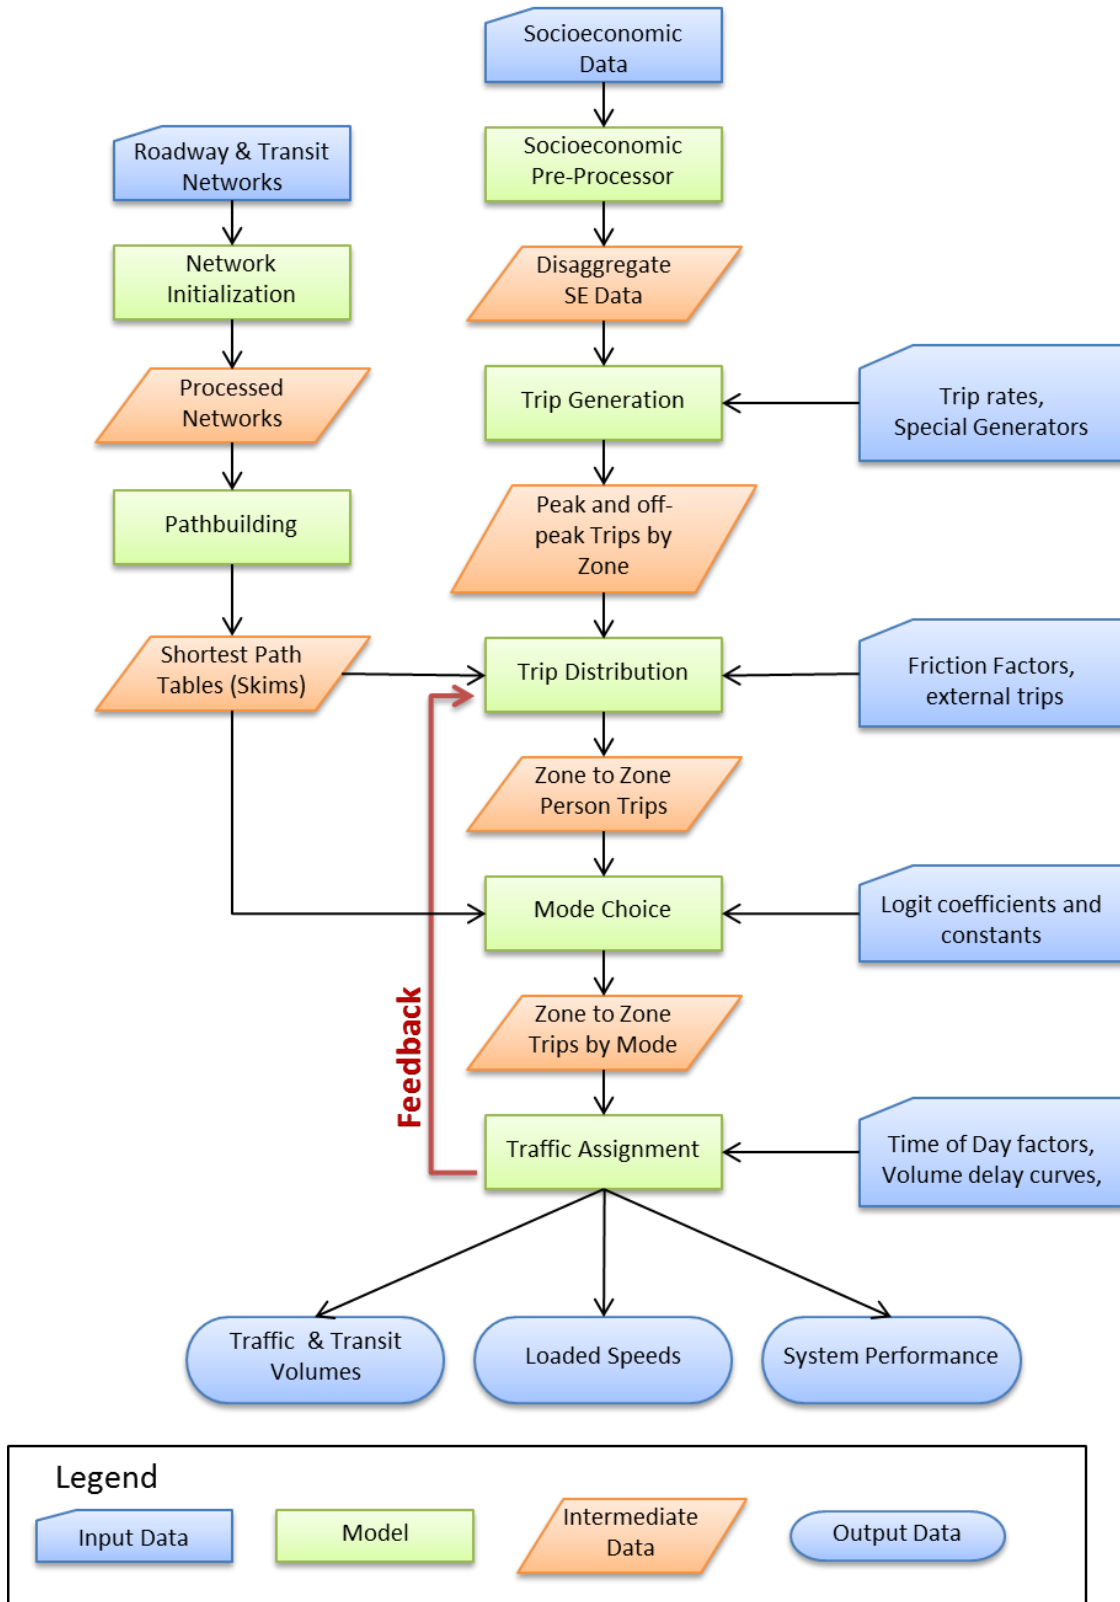 Socioeconomic
Data
Roadway & Transit
Networks
Socioeconomic
Pre-Processor
Network
Initialization
Disaggregate
SE Data
Processed
Networks
Trip Generation
Trip rates,
Special Generators
Pathbuilding
Peak and off-
peak Trips by
Zone
Shortest Path
Tables (Skims)
Trip Distribution
Friction Factors,
external trips
Zone to Zone
Person Trips
Mode Choice
Logit coefficients and
constants
Feedback
Zone to Zone
Trips by Mode
Traffic Assignment
Time of Day factors,
Volume delay curves,
Traffic & Transit
Volumes
Loaded Speeds
System Performance
Legend
Input Data
Model
Intermediate
Data
Output Data